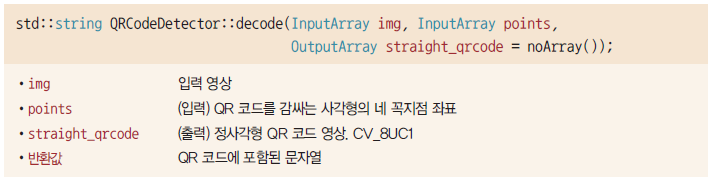 std::string QRCodeDetector::decode(InputArray img, InputArray points,
OutputArray straight_qrcode = noArray());
• img 입력 영상
• points (입력) QR 코드를 감싸는 사각형의 네 꼭지점 좌표
• straight_qrcode (출력) 정사각형 QR 코드 영상. CV_8UC1
• 반환값 QR 코드에 포함된 문자열